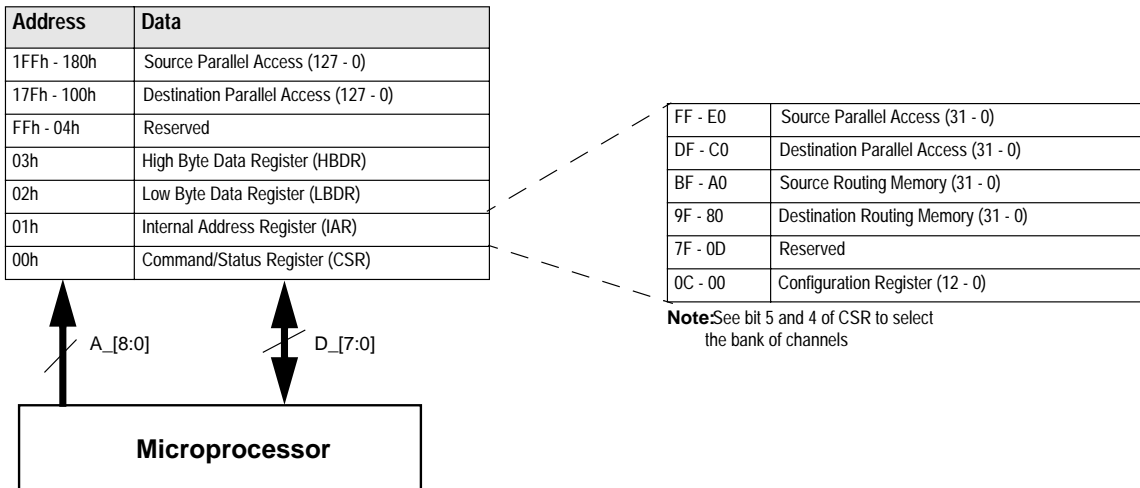 Address Data
1FFh - 180h Source Parallel Access (127 - 0)
17Fh - 100h Destination Parallel Access (127 - 0)
FFh - 04h Reserved
03h High Byte Data Register (HBDR)
02h Low Byte Data Register (LBDR)
01h Internal Address Register (IAR)
00h Command/Status Register (CSR)
FF - E0 Source Parallel Access (31 - 0)
DF - C0 Destination Parallel Access (31 - 0)
BF - A0 Source Routing Memory (31 - 0)
9F - 80 Destination Routing Memory (31 - 0)
7F - 0D Reserved
0C - 00 Configuration Register (12 - 0)
Note:See bit 5 and 4 of CSR to select
the bank of channels
A_[8:0] D_[7:0]
Microprocessor